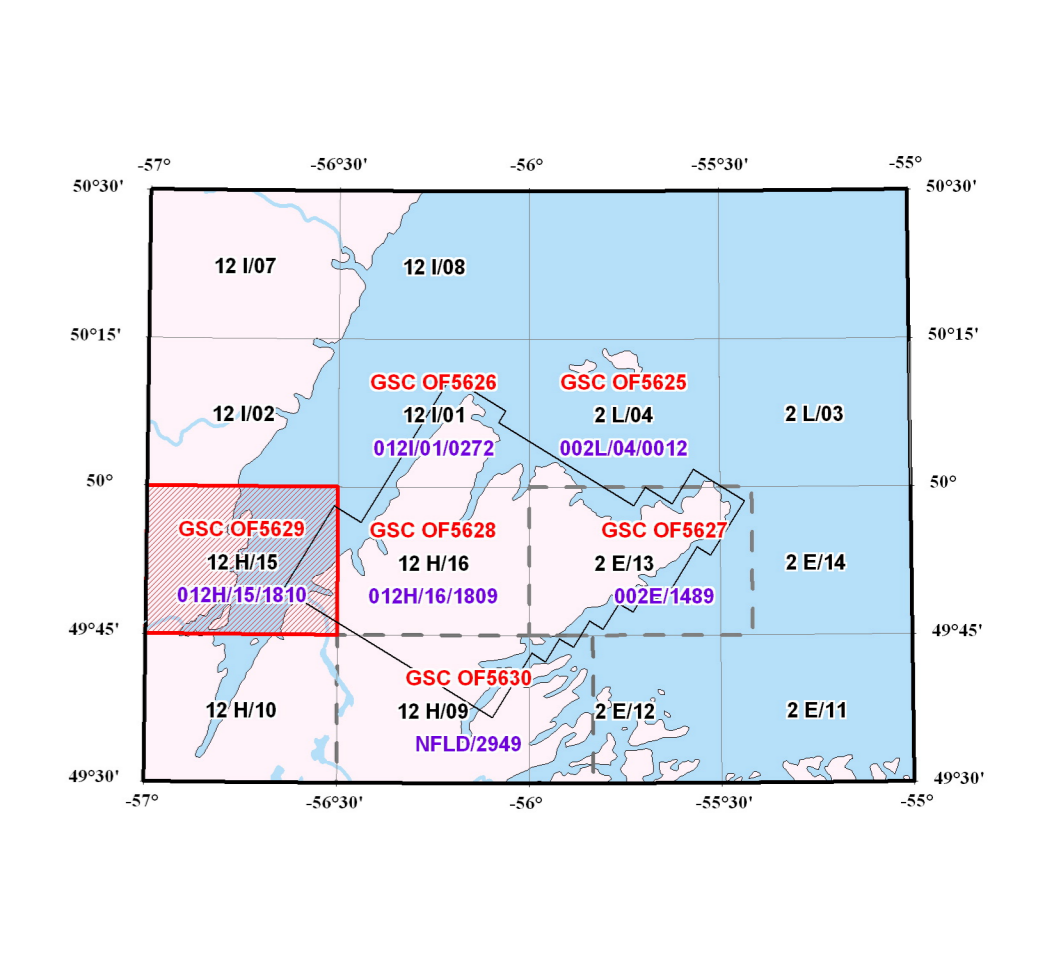 -57° -56°30' -56° -55°30' -55°
50°30' 50°30'
12 I/07 12 I/08
50°15' 50°15'
GSC OF5626 GSC OF5625
12 I/02 12 I/01 2 L/04 2 L/03
012I/01/0272 002L/04/0012
50° 50°
GSC OF5629 GSC OF5628 GSC OF5627
12 H/15 12 H/16 2 E/13 2 E/14
012H/15/1810 012H/16/1809 002E/1489
49°45' 49°45'
GSC OF5630
12 H/10 12 H/09 2 E/12 2 E/11
NFLD/2949
49°30' 49°30'
-57° -56°30' -56° -55°30' -55°